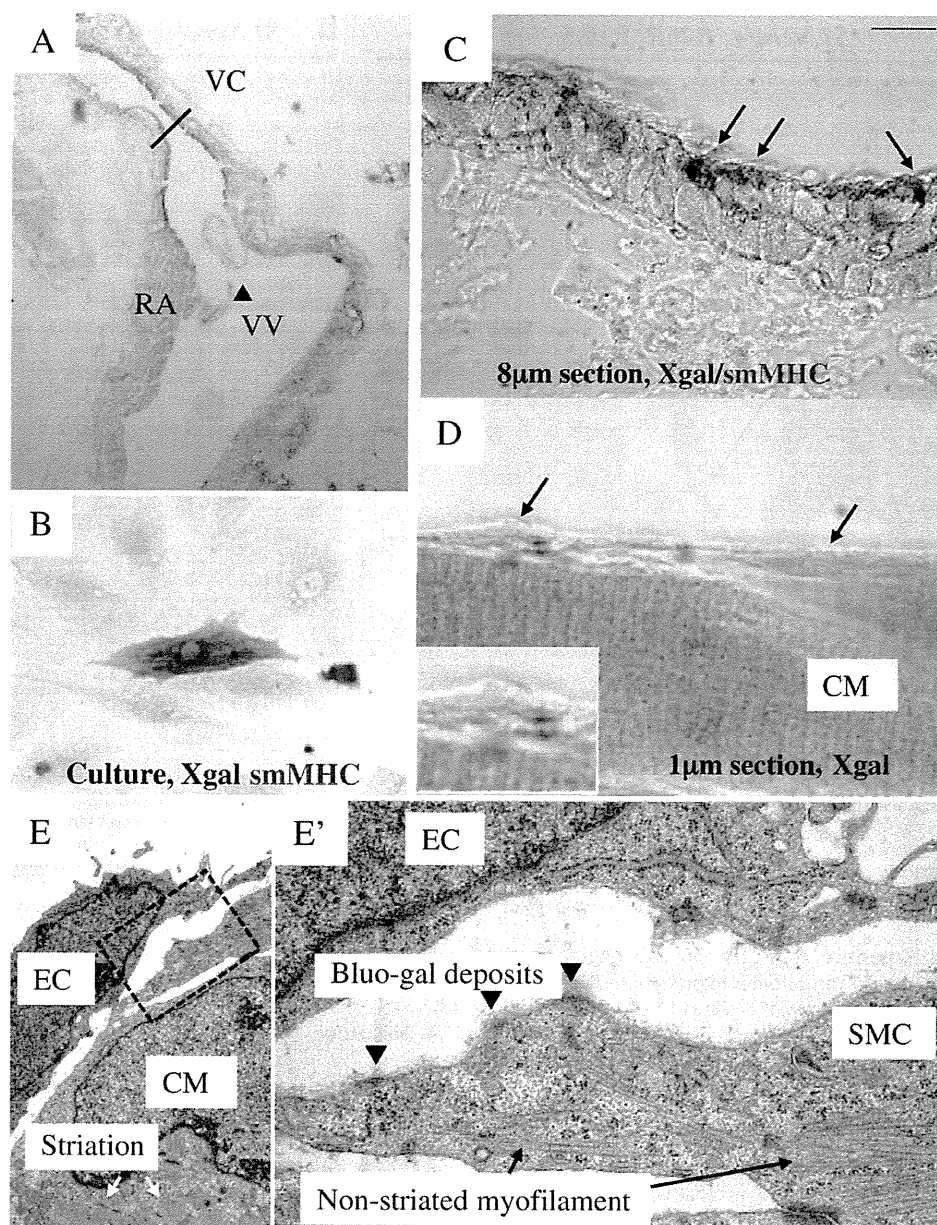 A
VC
RA
VV
B
Culture, Xgal smMHC
C
8μm section, Xgal/smMHC
D
CM
1μm section, Xgal
E
EC
CM
Striation
E’
EC
Bluo-gal deposits
SMC
Non-striated myofilament